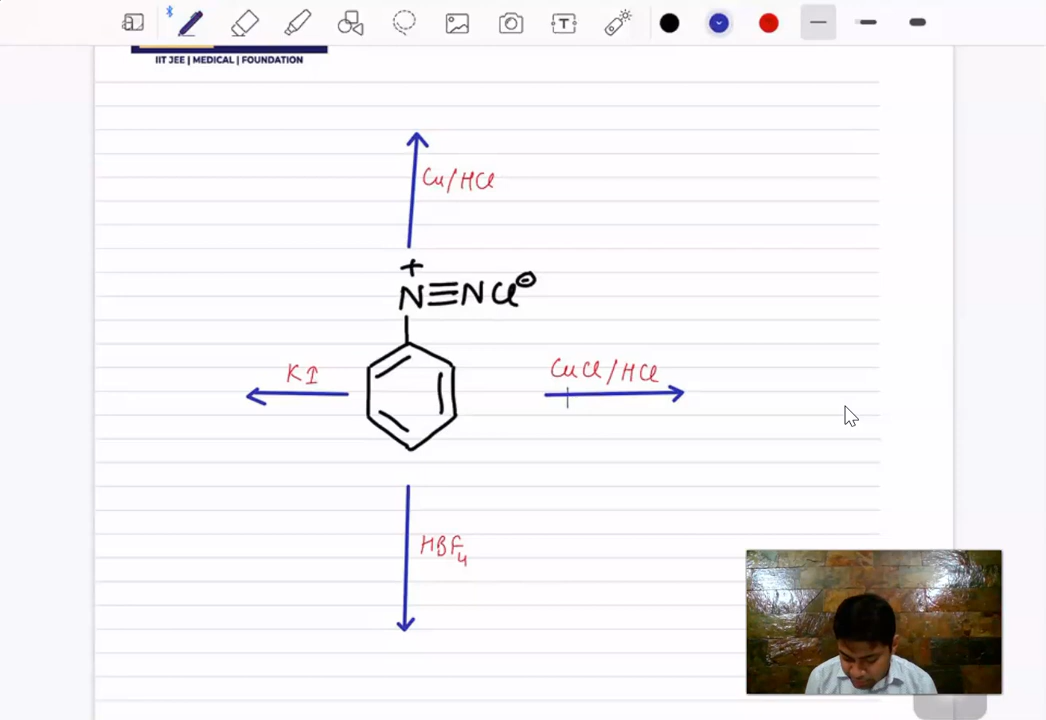 IIT JEE | MEDICAL | FOUNDATION
Cu/HCl
+
N≡NCl⊖
KI
CuCl/HCl
HBF₄